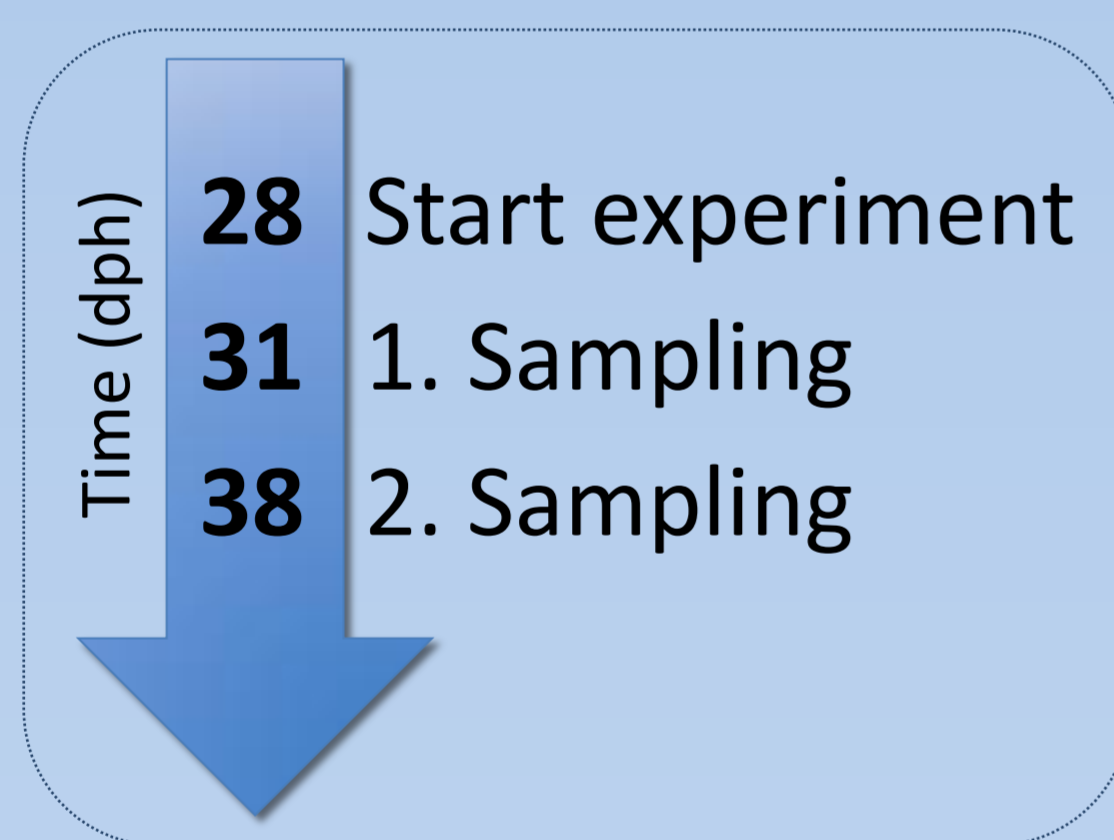 Time (dph)
28 Start experiment
31 1. Sampling
38 2. Sampling